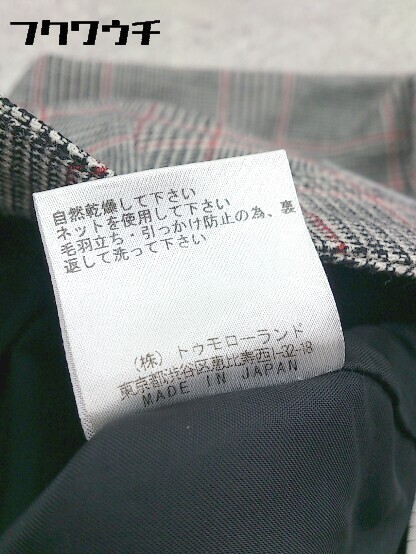 フクワウチ
自然乾燥して下さい
ネットを使用して下さい
毛羽立ち・引っかけ防止の為、裏
返して洗って下さい
(株) トゥモローランド
東京都渋谷区恵比寿西1-32-18
MADE IN JAPAN